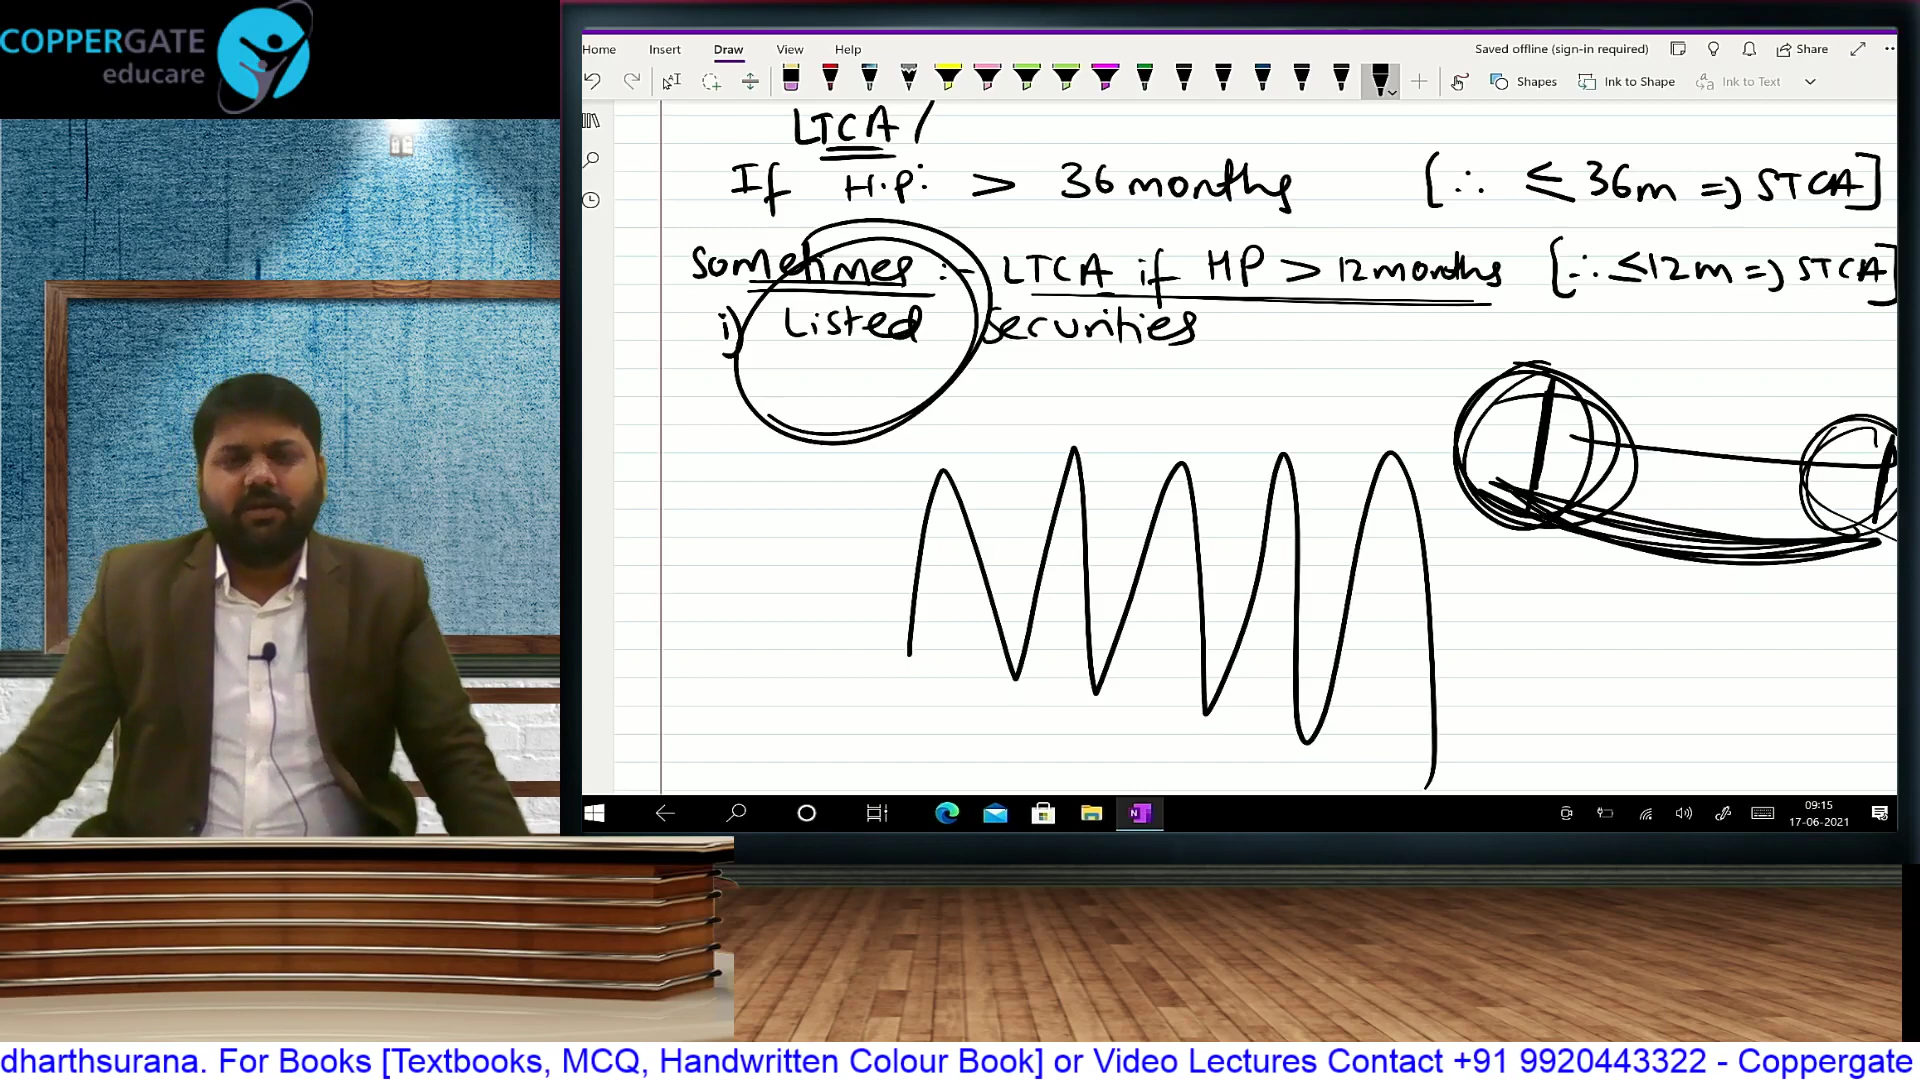 COPPERGATE
educare
Home Insert Draw View Help Saved offline (sign-in required) Share
Shapes Ink to Shape Ink to Text
LTCA /
If H.P. > 36 months [∴ ≤ 36m => STCA]
Sometimes :- LTCA if HP > 12 months [∴ ≤12m => STCA]
i) Listed Securities
09:15
17-06-2021
dharthsurana. For Books [Textbooks, MCQ, Handwritten Colour Book] or Video Lectures Contact +91 9920443322 - Coppergate